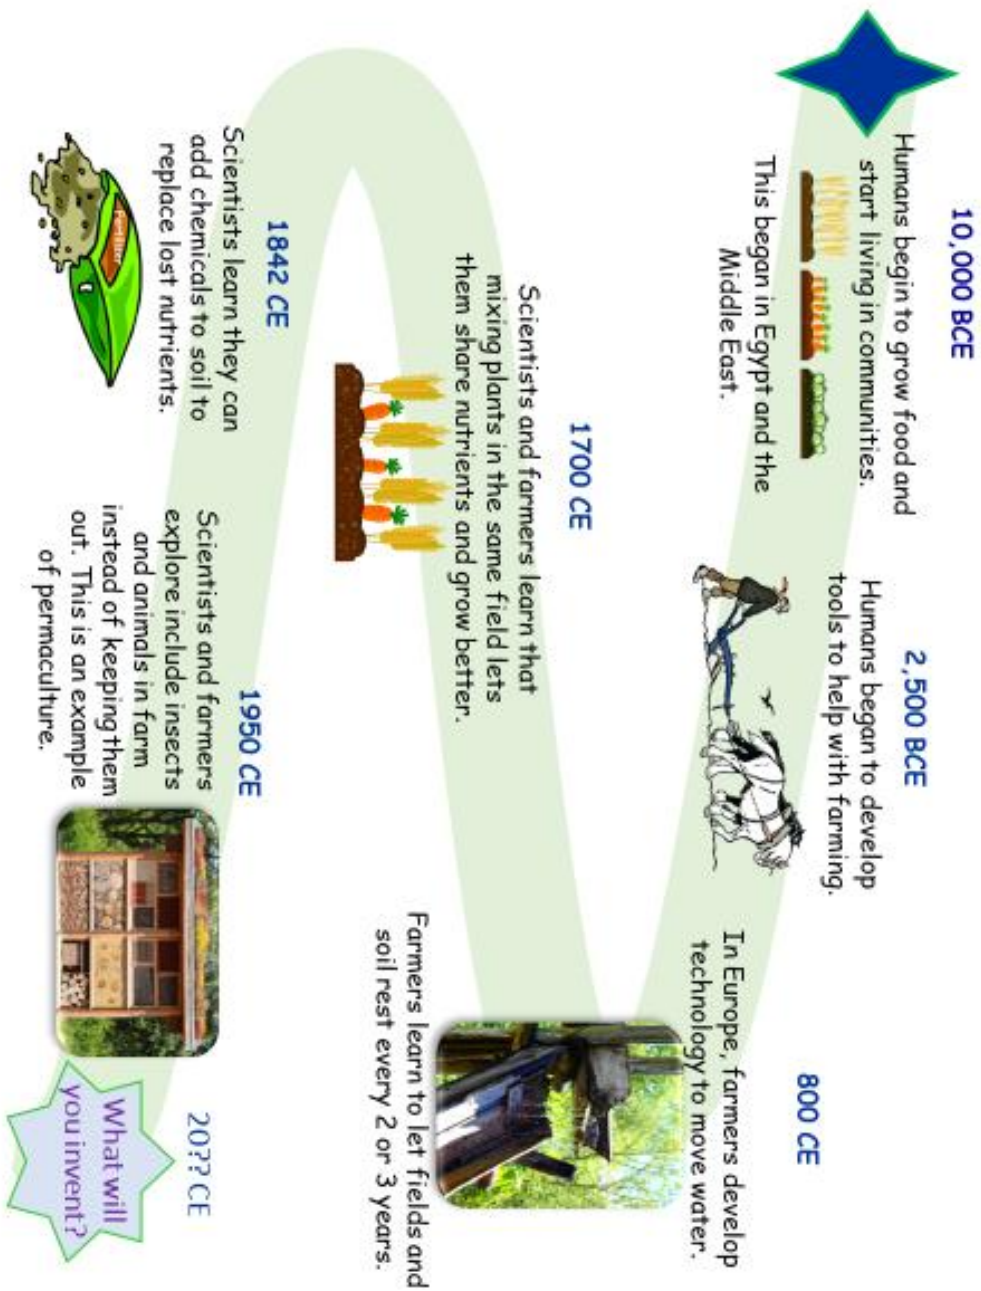 10,000 BCE
Humans begin to grow food and
start living in communities.
This began in Egypt and the
Middle East.
2,500 BCE
Humans began to develop
tools to help with farming.
800 CE
In Europe, farmers develop
technology to move water.
Farmers learn to let fields and
soil rest every 2 or 3 years.
1700 CE
Scientists and farmers learn that
mixing plants in the same field lets
them share nutrients and grow better.
1842 CE
Scientists learn they can
add chemicals to soil to
replace lost nutrients.
Fertilizer
1950 CE
Scientists and farmers
explore include insects
and animals in farm
instead of keeping them
out. This is an example
of permaculture.
20?? CE
What will
you invent?